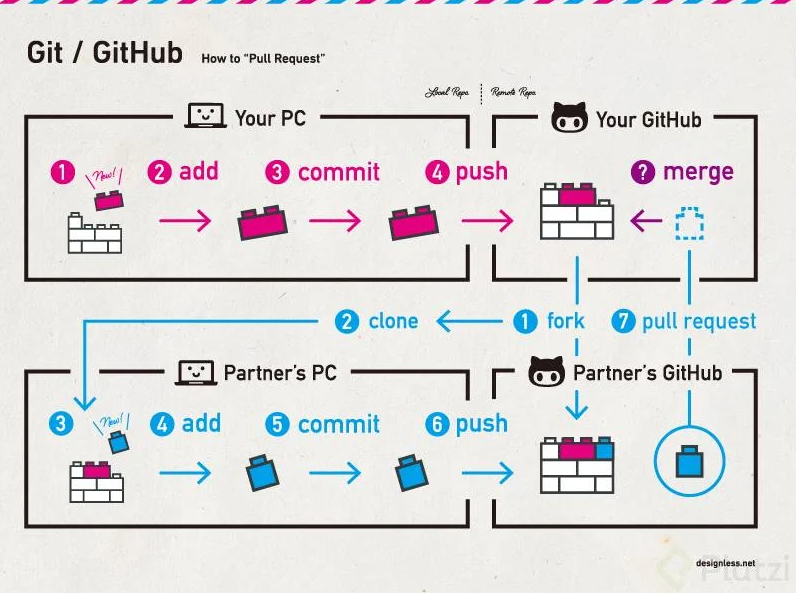 Git / GitHub How to "Pull Request"
Local Repo Remote Repo
Your PC
Your GitHub
1 New! 2 add 3 commit 4 push ? merge
2 clone 1 fork 7 pull request
Partner's PC
Partner's GitHub
3 New! 4 add 5 commit 6 push
designless.net
Platzi